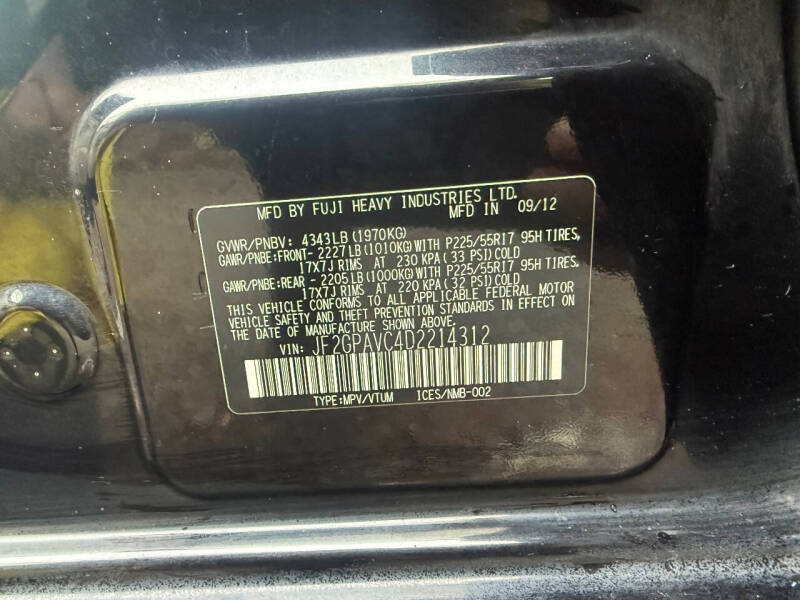 MFD BY FUJI HEAVY INDUSTRIES LTD.
MFD IN 09/12
GVWR/PNBV: 4343LB(1970KG)
GAWR/PNBE:FRONT-2227LB(1010KG)WITH P225/55R17 95H TIRES,
17X7J RIMS AT 230 KPA(33 PSI)COLD
GAWR/PNBE:REAR -2205LB(1000KG)WITH P225/55R17 95H TIRES,
17X7J RIMS AT 220 KPA(32 PSI)COLD
THIS VEHICLE CONFORMS TO ALL APPLICABLE FEDERAL MOTOR
VEHICLE SAFETY AND THEFT PREVENTION STANDARDS IN EFFECT ON
THE DATE OF MANUFACTURE SHOWN ABOVE.
VIN: JF2GPAVC4D2214312
TYPE:MPV/VTUM ICES/NMB-002